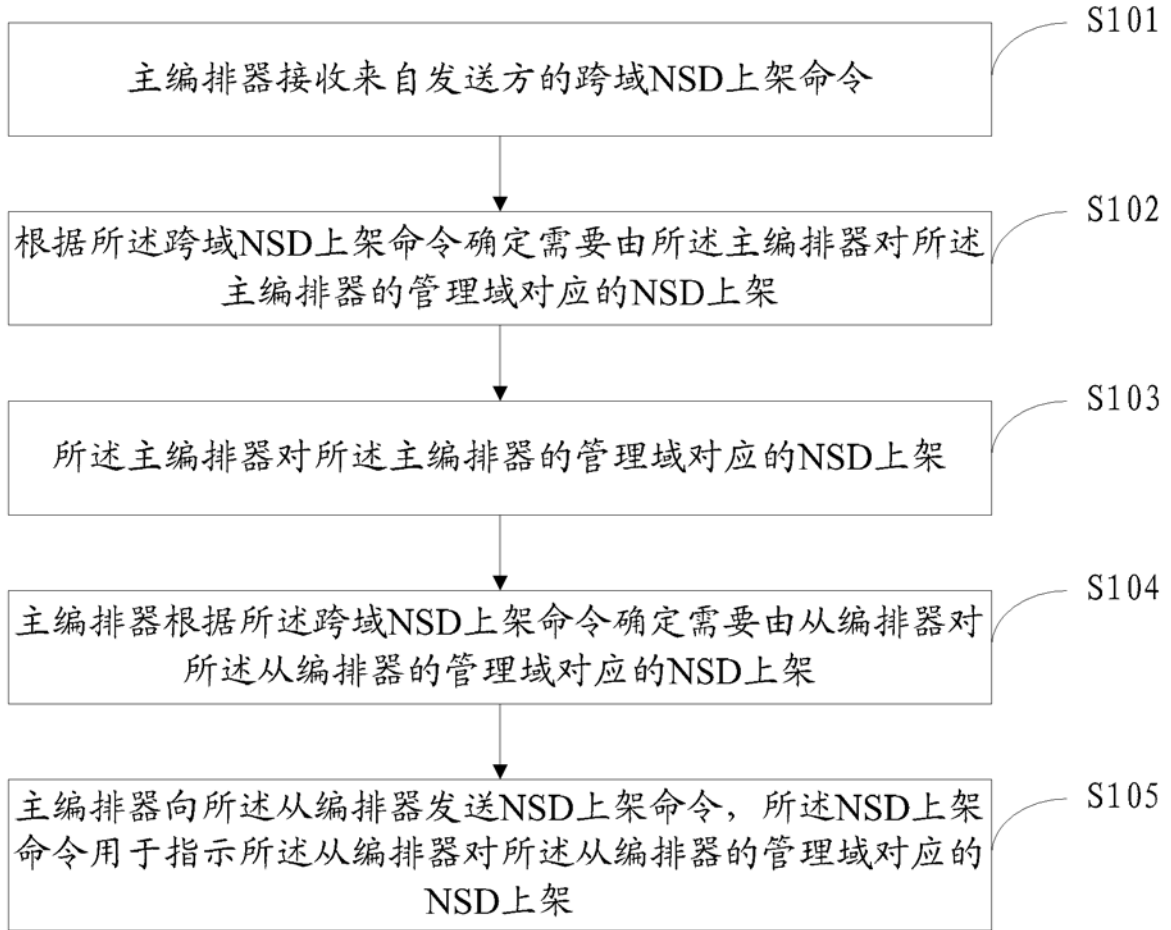 S101
主编排器接收来自发送方的跨域NSD上架命令
S102
根据所述跨域NSD上架命令确定需要由所述主编排器对所述
主编排器的管理域对应的NSD上架
S103
所述主编排器对所述主编排器的管理域对应的NSD上架
S104
主编排器根据所述跨域NSD上架命令确定需要由从编排器对
所述从编排器的管理域对应的NSD上架
S105
主编排器向所述从编排器发送NSD上架命令，所述NSD上架
命令用于指示所述从编排器对所述从编排器的管理域对应的
NSD上架